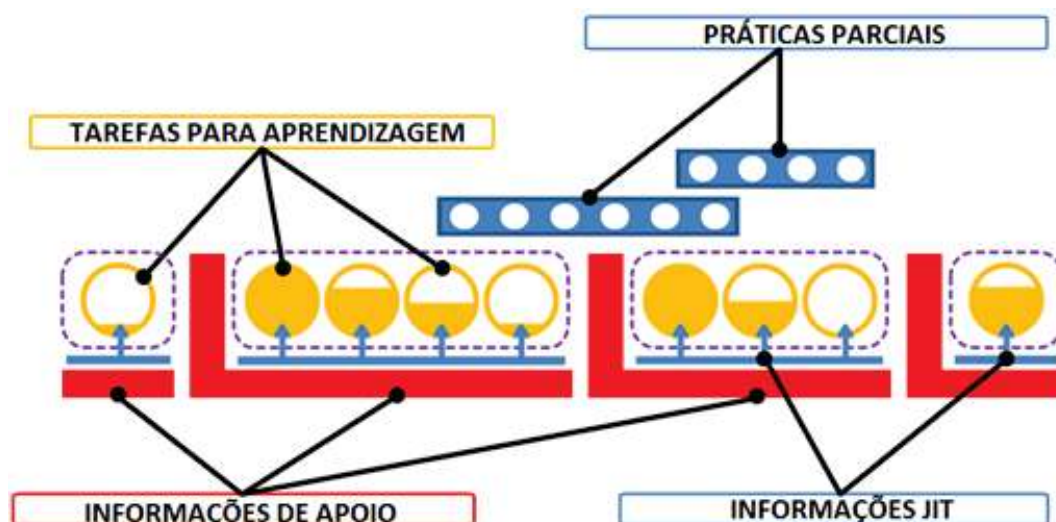 PRÁTICAS PARCIAIS
TAREFAS PARA APRENDIZAGEM
INFORMAÇÕES DE APOIO
INFORMAÇÕES JIT